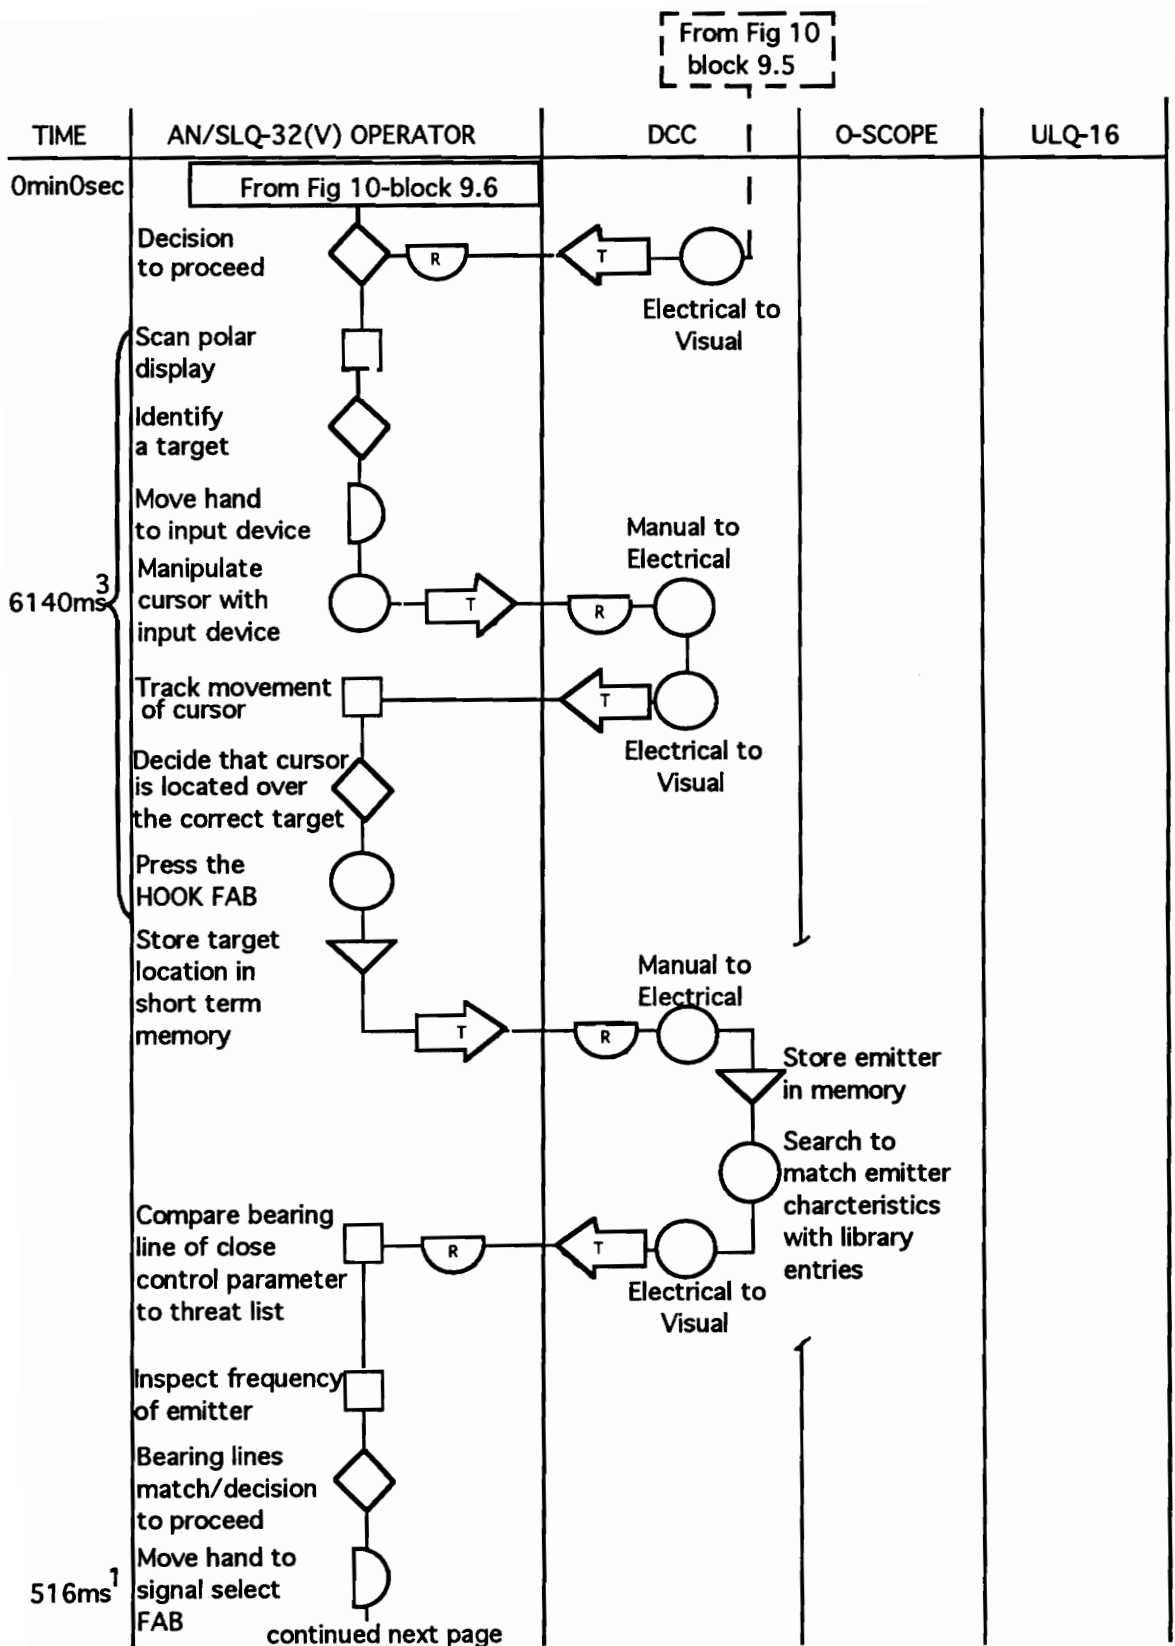 From Fig 10
block 9.5
TIME
AN/SLQ-32(V) OPERATOR
DCC
O-SCOPE
ULQ-16
0min0sec
From Fig 10-block 9.6
Decision
to proceed
R
T
Electrical to
Visual
Scan polar
display
Identify
a target
Move hand
to input device
Manual to
Electrical
6140ms3
Manipulate
cursor with
input device
T
R
Track movement
of cursor
T
Electrical to
Visual
Decide that cursor
is located over
the correct target
Press the
HOOK FAB
Store target
location in
short term
memory
T
R
Manual to
Electrical
Store emitter
in memory
Search to
match emitter
charcteristics
with library
entries
Compare bearing
line of close
control parameter
to threat list
R
T
Electrical to
Visual
Inspect frequency
of emitter
Bearing lines
match/decision
to proceed
516ms1
Move hand to
signal select
FAB
continued next page